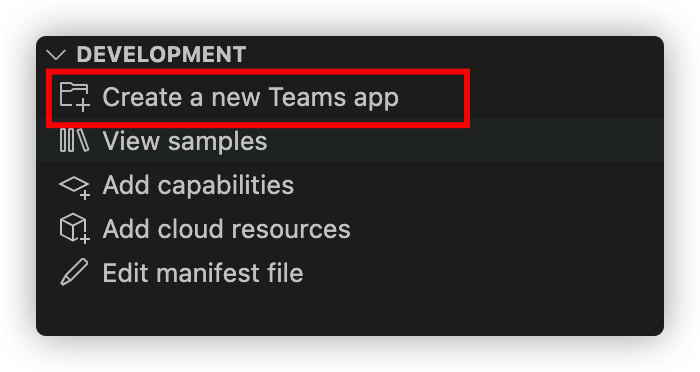 DEVELOPMENT
Create a new Teams app
View samples
Add capabilities
Add cloud resources
Edit manifest file